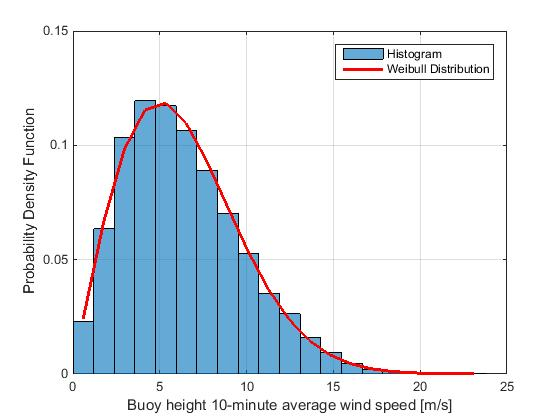 0.15
Histogram
Weibull Distribution
0.1
Probability Density Function
0.05
0
0 5 10 15 20 25
Buoy height 10-minute average wind speed [m/s]